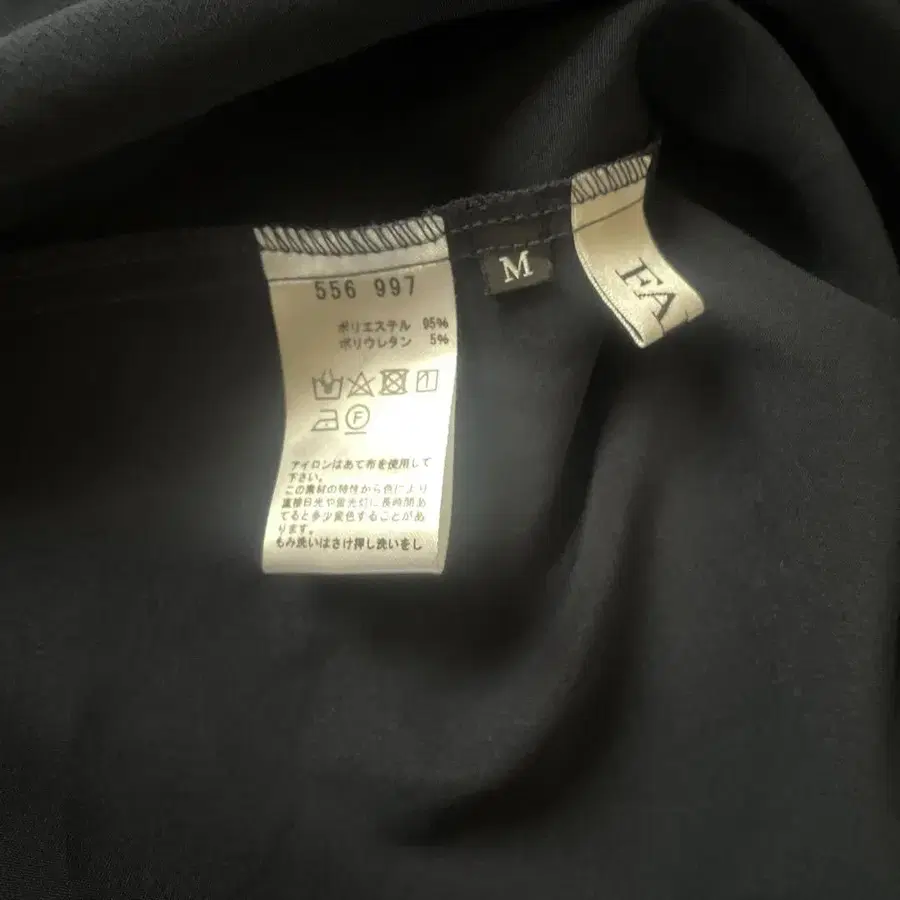 556 997
ポリエステル 95%
ポリウレタン 5%
F
アイロンはあて布を使用して
下さい。
この素材の特性から色により
直接日光や蛍光灯に長時間あ
てると多少変色することがあ
ります。
もみ洗いはさけ押し洗いをし
M
FA